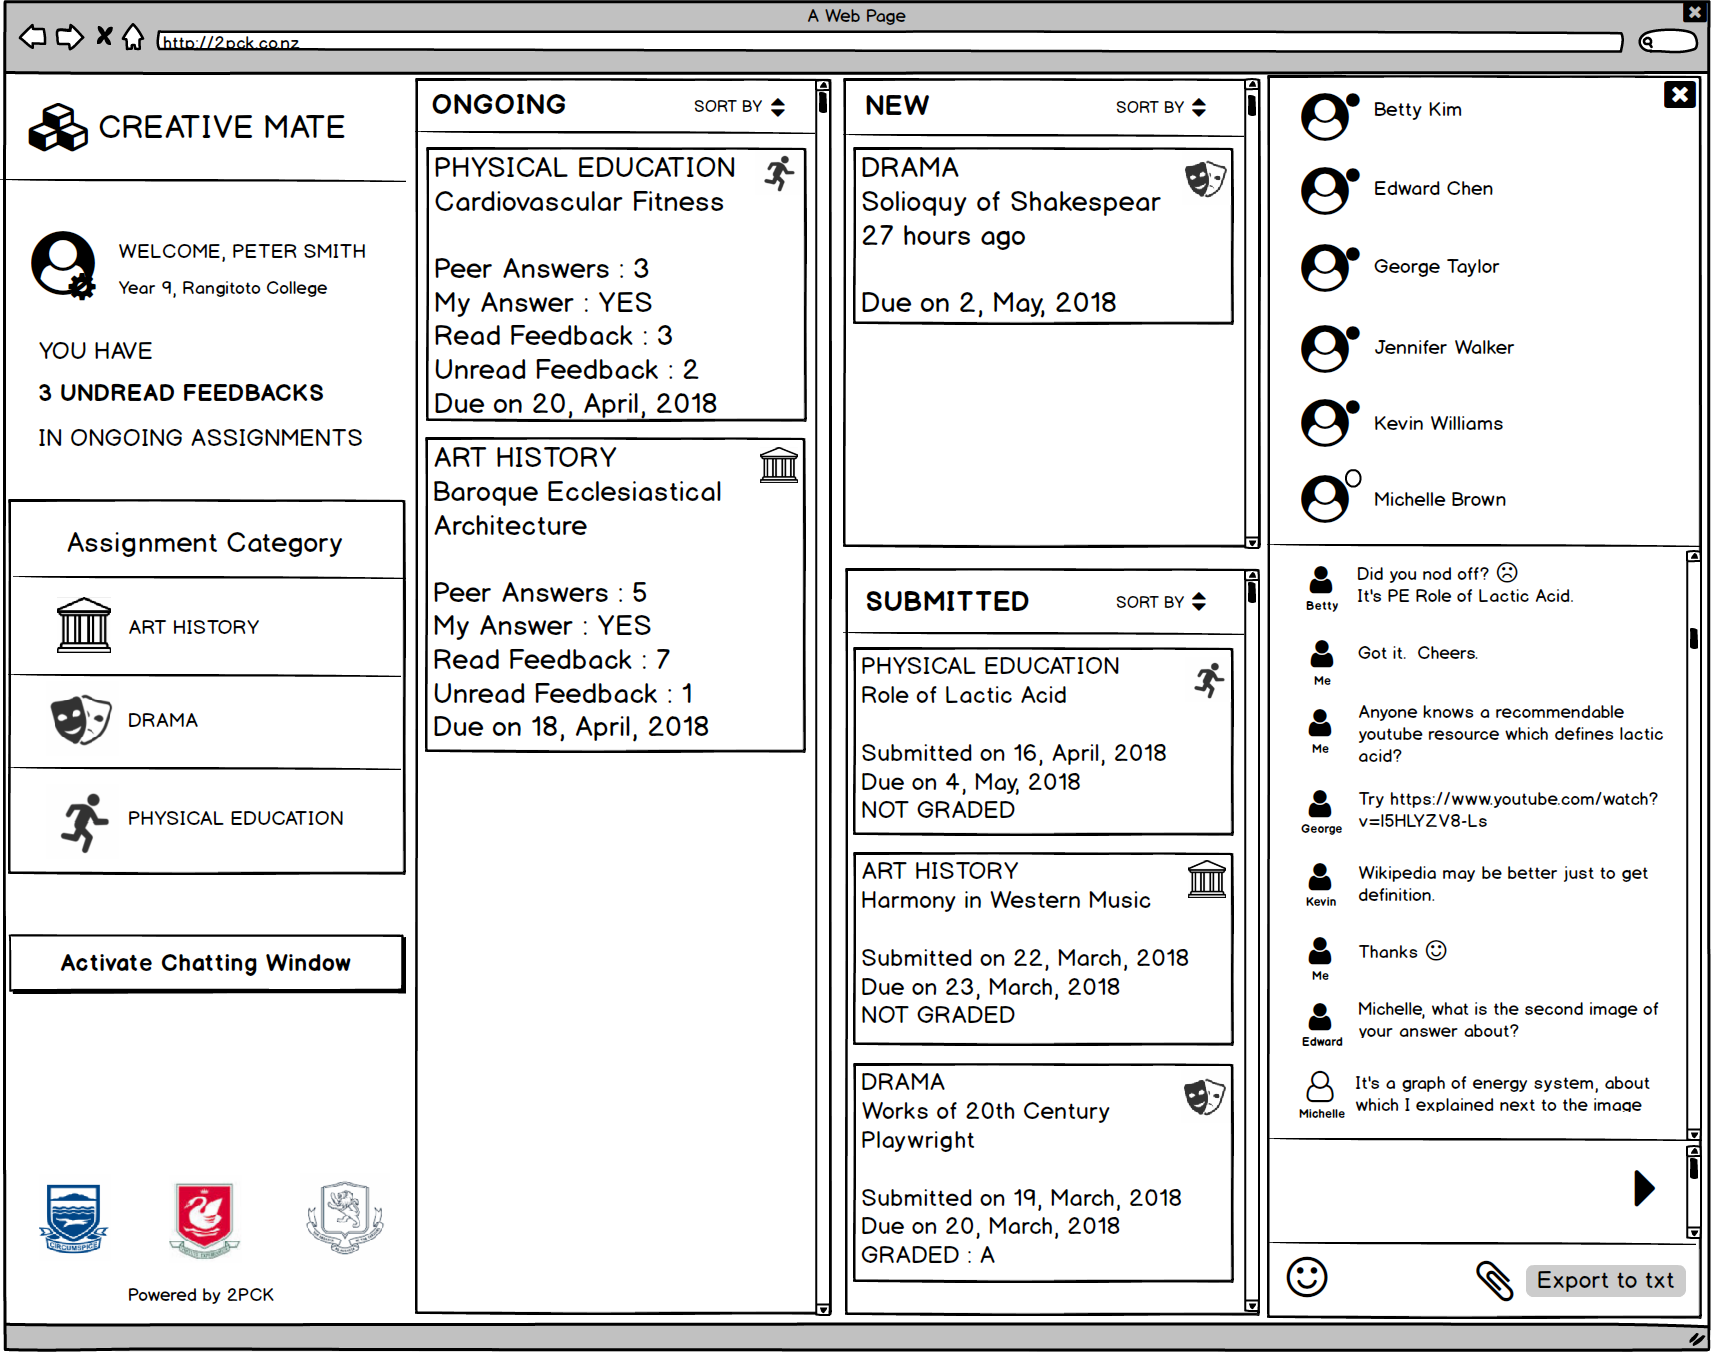 A Web Page
http://2pck.co.nz
CREATIVE MATE
WELCOME, PETER SMITH
Year 9, Rangitoto College
YOU HAVE
3 UNDREAD FEEDBACKS
IN ONGOING ASSIGNMENTS
Assignment Category
ART HISTORY
DRAMA
PHYSICAL EDUCATION
Activate Chatting Window
CIRCUMSPICE
Powered by 2PCK
ONGOING
SORT BY
PHYSICAL EDUCATION
Cardiovascular Fitness
Peer Answers : 3
My Answer : YES
Read Feedback : 3
Unread Feedback : 2
Due on 20, April, 2018
ART HISTORY
Baroque Ecclesiastical
Architecture
Peer Answers : 5
My Answer : YES
Read Feedback : 7
Unread Feedback : 1
Due on 18, April, 2018
NEW
SORT BY
DRAMA
Solioquy of Shakespear
27 hours ago
Due on 2, May, 2018
SUBMITTED
SORT BY
PHYSICAL EDUCATION
Role of Lactic Acid
Submitted on 16, April, 2018
Due on 4, May, 2018
NOT GRADED
ART HISTORY
Harmony in Western Music
Submitted on 22, March, 2018
Due on 23, March, 2018
NOT GRADED
DRAMA
Works of 20th Century
Playwright
Submitted on 19, March, 2018
Due on 20, March, 2018
GRADED : A
Betty Kim
Edward Chen
George Taylor
Jennifer Walker
Kevin Williams
Michelle Brown
Did you nod off?
It's PE Role of Lactic Acid.
Betty
Got it. Cheers.
Me
Anyone knows a recommendable
youtube resource which defines lactic
acid?
Me
Try https://www.youtube.com/watch?
v=I5HLYZV8-Ls
George
Wikipedia may be better just to get
definition.
Kevin
Thanks
Me
Michelle, what is the second image of
your answer about?
Edward
It's a graph of energy system, about
which I explained next to the image
Michelle
Export to txt